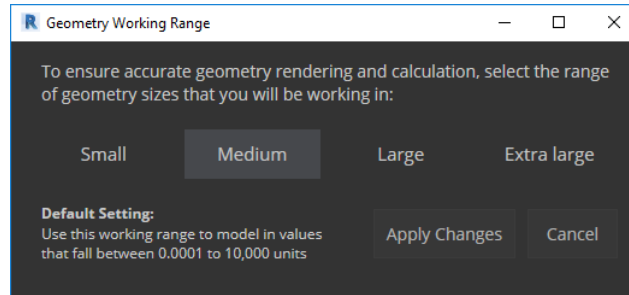 R Geometry Working Range
To ensure accurate geometry rendering and calculation, select the range
of geometry sizes that you will be working in:
Small Medium Large Extra large
Default Setting:
Use this working range to model in values
that fall between 0.0001 to 10,000 units
Apply Changes Cancel